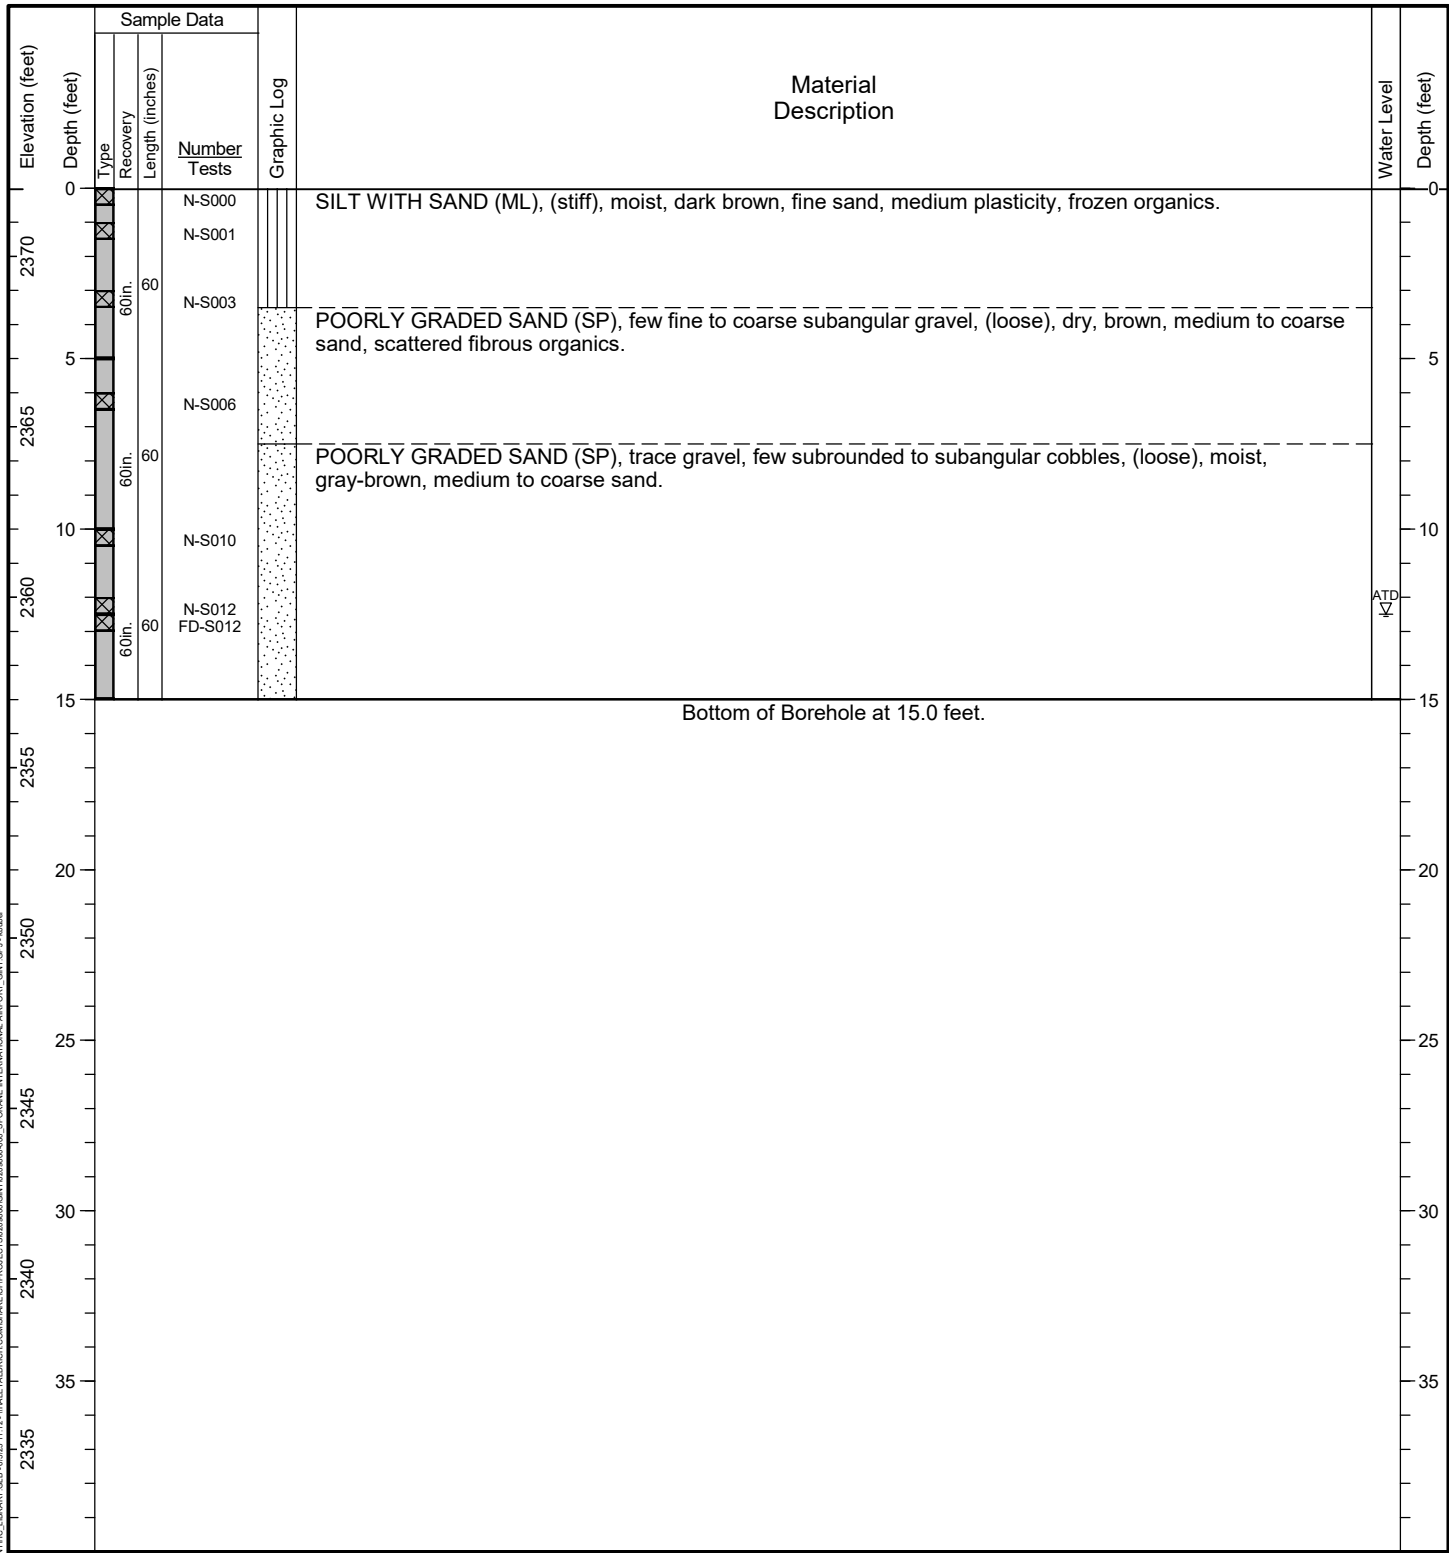 Sample Data
Elevation (feet)
Depth (feet)
Type
Recovery
Length (inches)
Number
Tests
Graphic Log
Material
Description
Water Level
Depth (feet)
0
N-S000
SILT WITH SAND (ML), (stiff), moist, dark brown, fine sand, medium plasticity, frozen organics.
0
N-S001
2370
60in.
60
N-S003
POORLY GRADED SAND (SP), few fine to coarse subangular gravel, (loose), dry, brown, medium to coarse
sand, scattered fibrous organics.
5
5
N-S006
2365
60in.
60
POORLY GRADED SAND (SP), trace gravel, few subrounded to subangular cobbles, (loose), moist,
gray-brown, medium to coarse sand.
10
10
N-S010
2360
ATD
N-S012
60in.
60
FD-S012
15
15
Bottom of Borehole at 15.0 feet.
2355
20
20
2350
25
25
2345
30
30
2340
35
35
2335